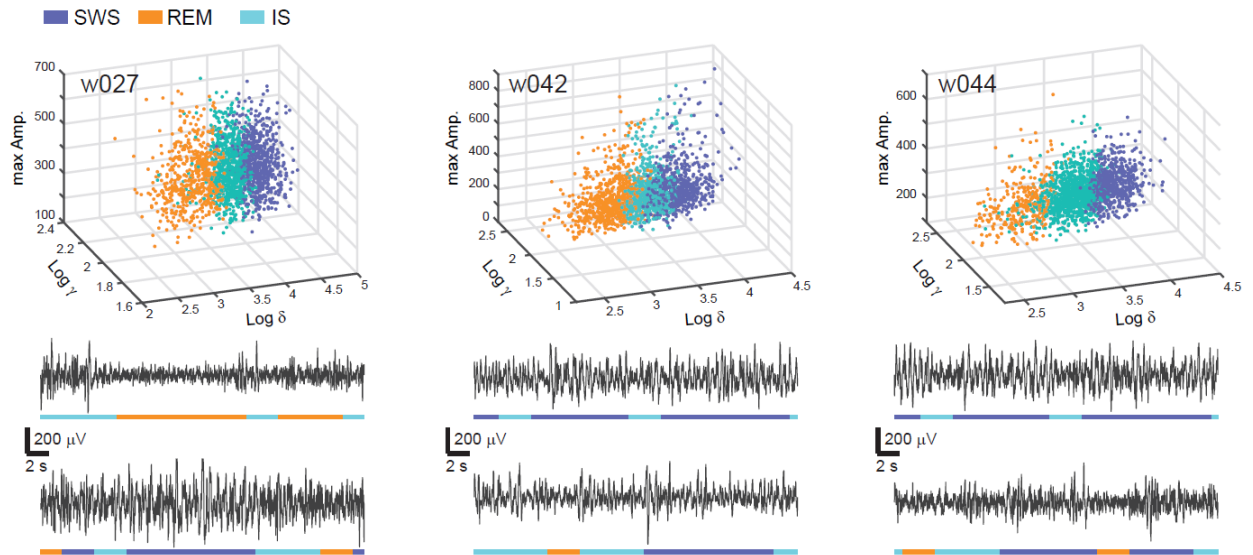 SWS REM IS
w027
700
500
300
100
max Amp.
2.4
2.2
2
1.8
1.6
Log γ
2
2.5
3
3.5
4
4.5
5
Log δ
w042
800
600
400
200
0
max Amp.
2.5
2
1.5
1
Log γ
2.5
3
3.5
4
4.5
Log δ
w044
600
400
200
max Amp.
2.5
2
1.5
Log γ
2.5
3
3.5
4
4.5
Log δ
200 μV
2 s
200 μV
2 s
200 μV
2 s